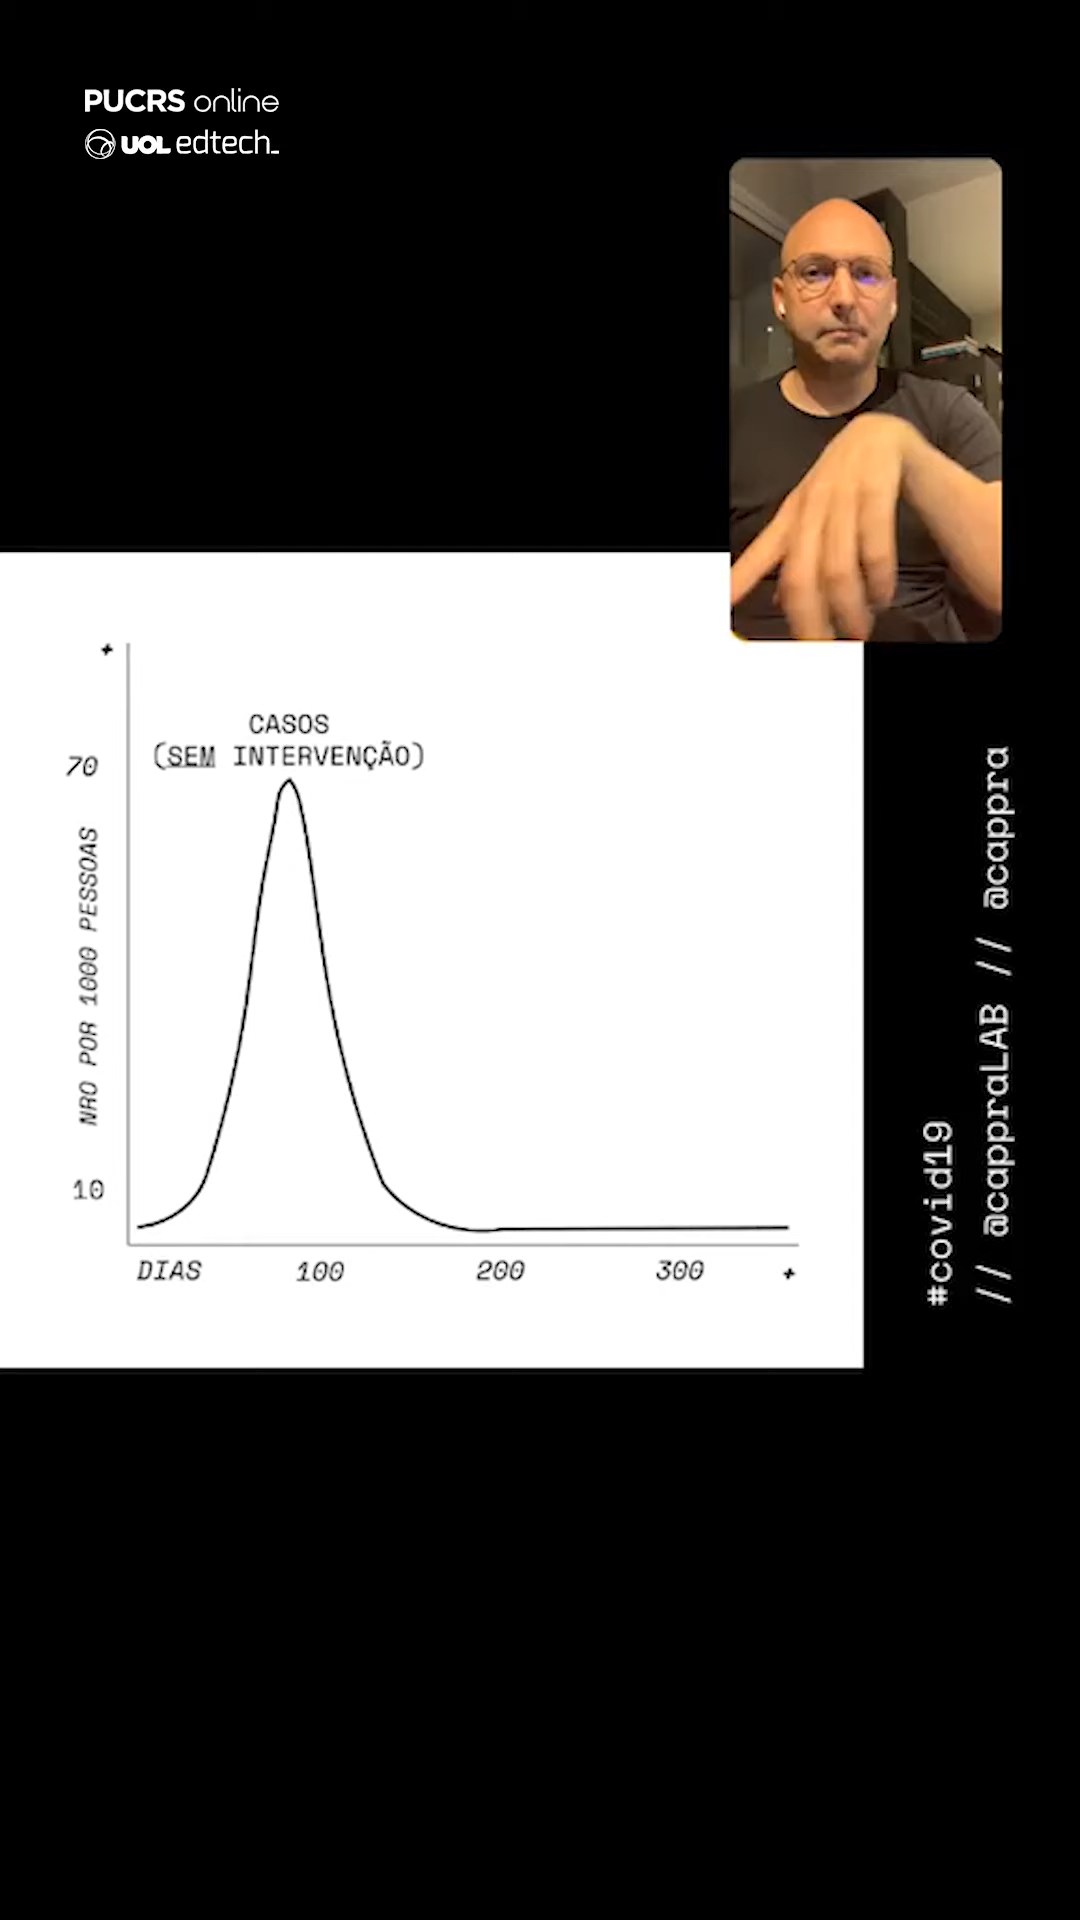 PUCRS online
UOL edtech_
+
CASOS
(SEM INTERVENÇÃO)
70
NRO POR 1000 PESSOAS
10
DIAS 100 200 300 +
#covid19
// @cappraLAB // @cappra